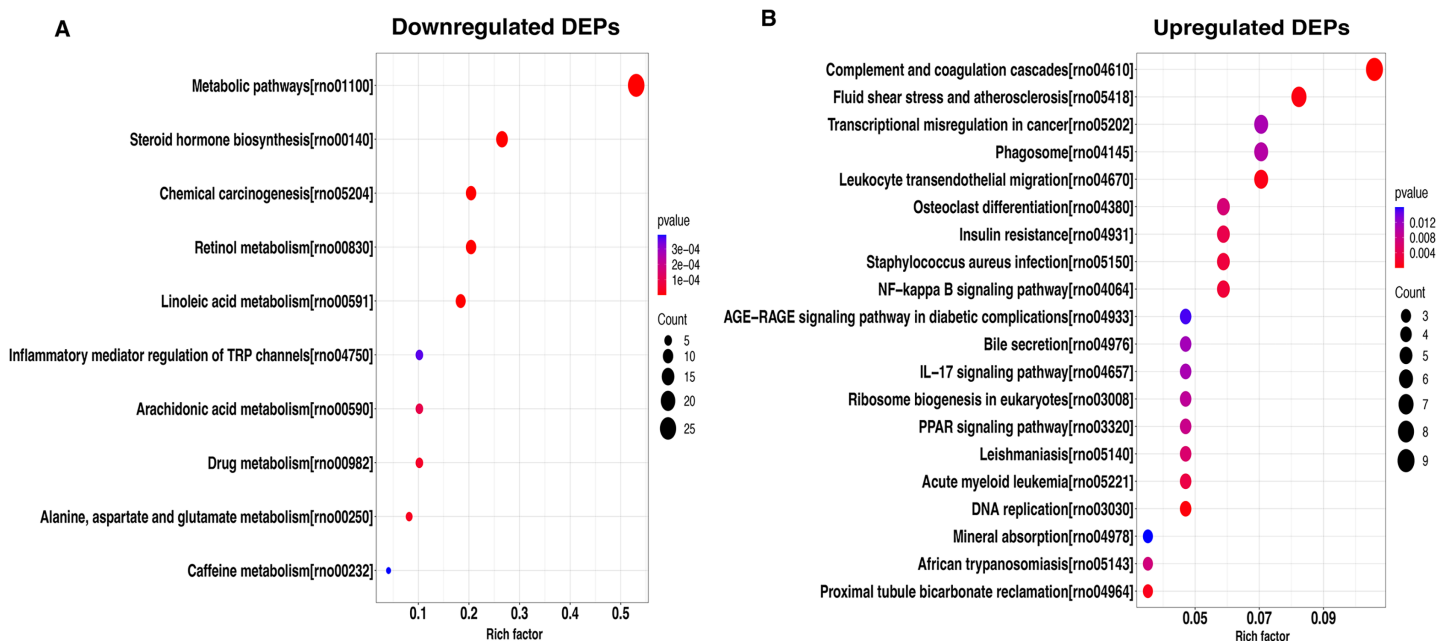 A
Downregulated DEPs
Metabolic pathways[rno01100]
Steroid hormone biosynthesis[rno00140]
Chemical carcinogenesis[rno05204]
Retinol metabolism[rno00830]
Linoleic acid metabolism[rno00591]
Inflammatory mediator regulation of TRP channels[rno04750]
Arachidonic acid metabolism[rno00590]
Drug metabolism[rno00982]
Alanine, aspartate and glutamate metabolism[rno00250]
Caffeine metabolism[rno00232]
0.1 0.2 0.3 0.4 0.5
Rich factor
pvalue
3e−04
2e−04
1e−04
Count
5
10
15
20
25
B
Upregulated DEPs
Complement and coagulation cascades[rno04610]
Fluid shear stress and atherosclerosis[rno05418]
Transcriptional misregulation in cancer[rno05202]
Phagosome[rno04145]
Leukocyte transendothelial migration[rno04670]
Osteoclast differentiation[rno04380]
Insulin resistance[rno04931]
Staphylococcus aureus infection[rno05150]
NF−kappa B signaling pathway[rno04064]
AGE−RAGE signaling pathway in diabetic complications[rno04933]
Bile secretion[rno04976]
IL−17 signaling pathway[rno04657]
Ribosome biogenesis in eukaryotes[rno03008]
PPAR signaling pathway[rno03320]
Leishmaniasis[rno05140]
Acute myeloid leukemia[rno05221]
DNA replication[rno03030]
Mineral absorption[rno04978]
African trypanosomiasis[rno05143]
Proximal tubule bicarbonate reclamation[rno04964]
0.05 0.07 0.09
Rich factor
pvalue
0.012
0.008
0.004
Count
3
4
5
6
7
8
9